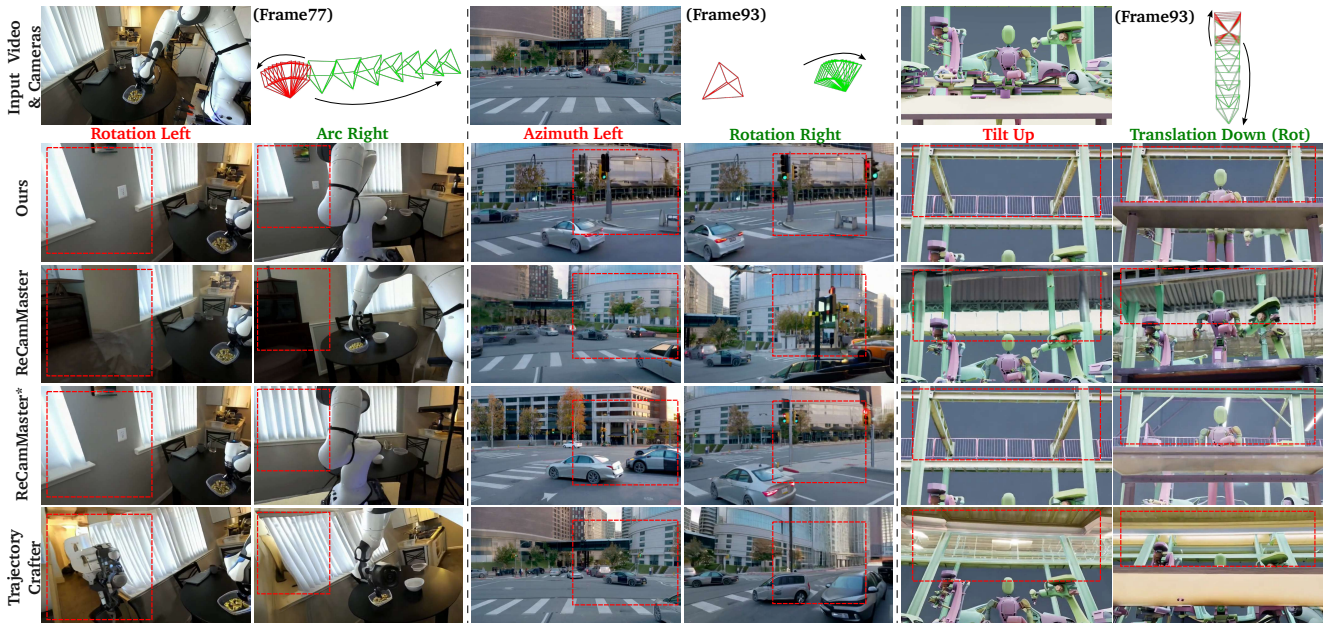 Input Video
& Cameras
(Frame77)
(Frame93)
(Frame93)
Rotation Left
Arc Right
Azimuth Left
Rotation Right
Tilt Up
Translation Down (Rot)
Ours
ReCamMaster
ReCamMaster*
Trajectory
Crafter